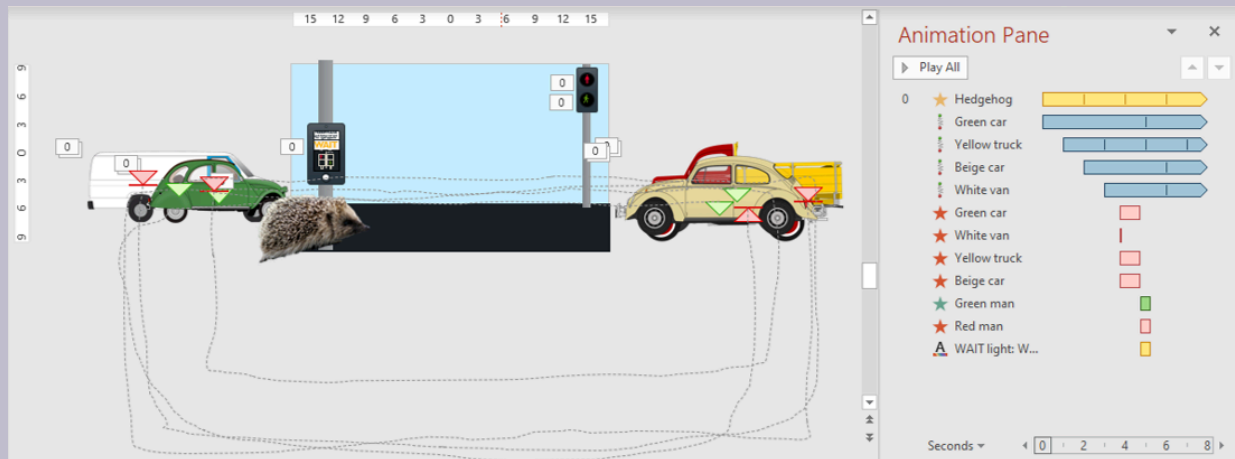 15 12 9 6 3 0 3 6 9 12 15
Animation Pane
Play All
9
6
3
0
3
6
9
0
0
0
0
0
0
WAIT
0 Hedgehog
Green car
Yellow truck
Beige car
White van
Green car
White van
Yellow truck
Beige car
Green man
Red man
A WAIT light: W...
Seconds 0 2 4 6 8